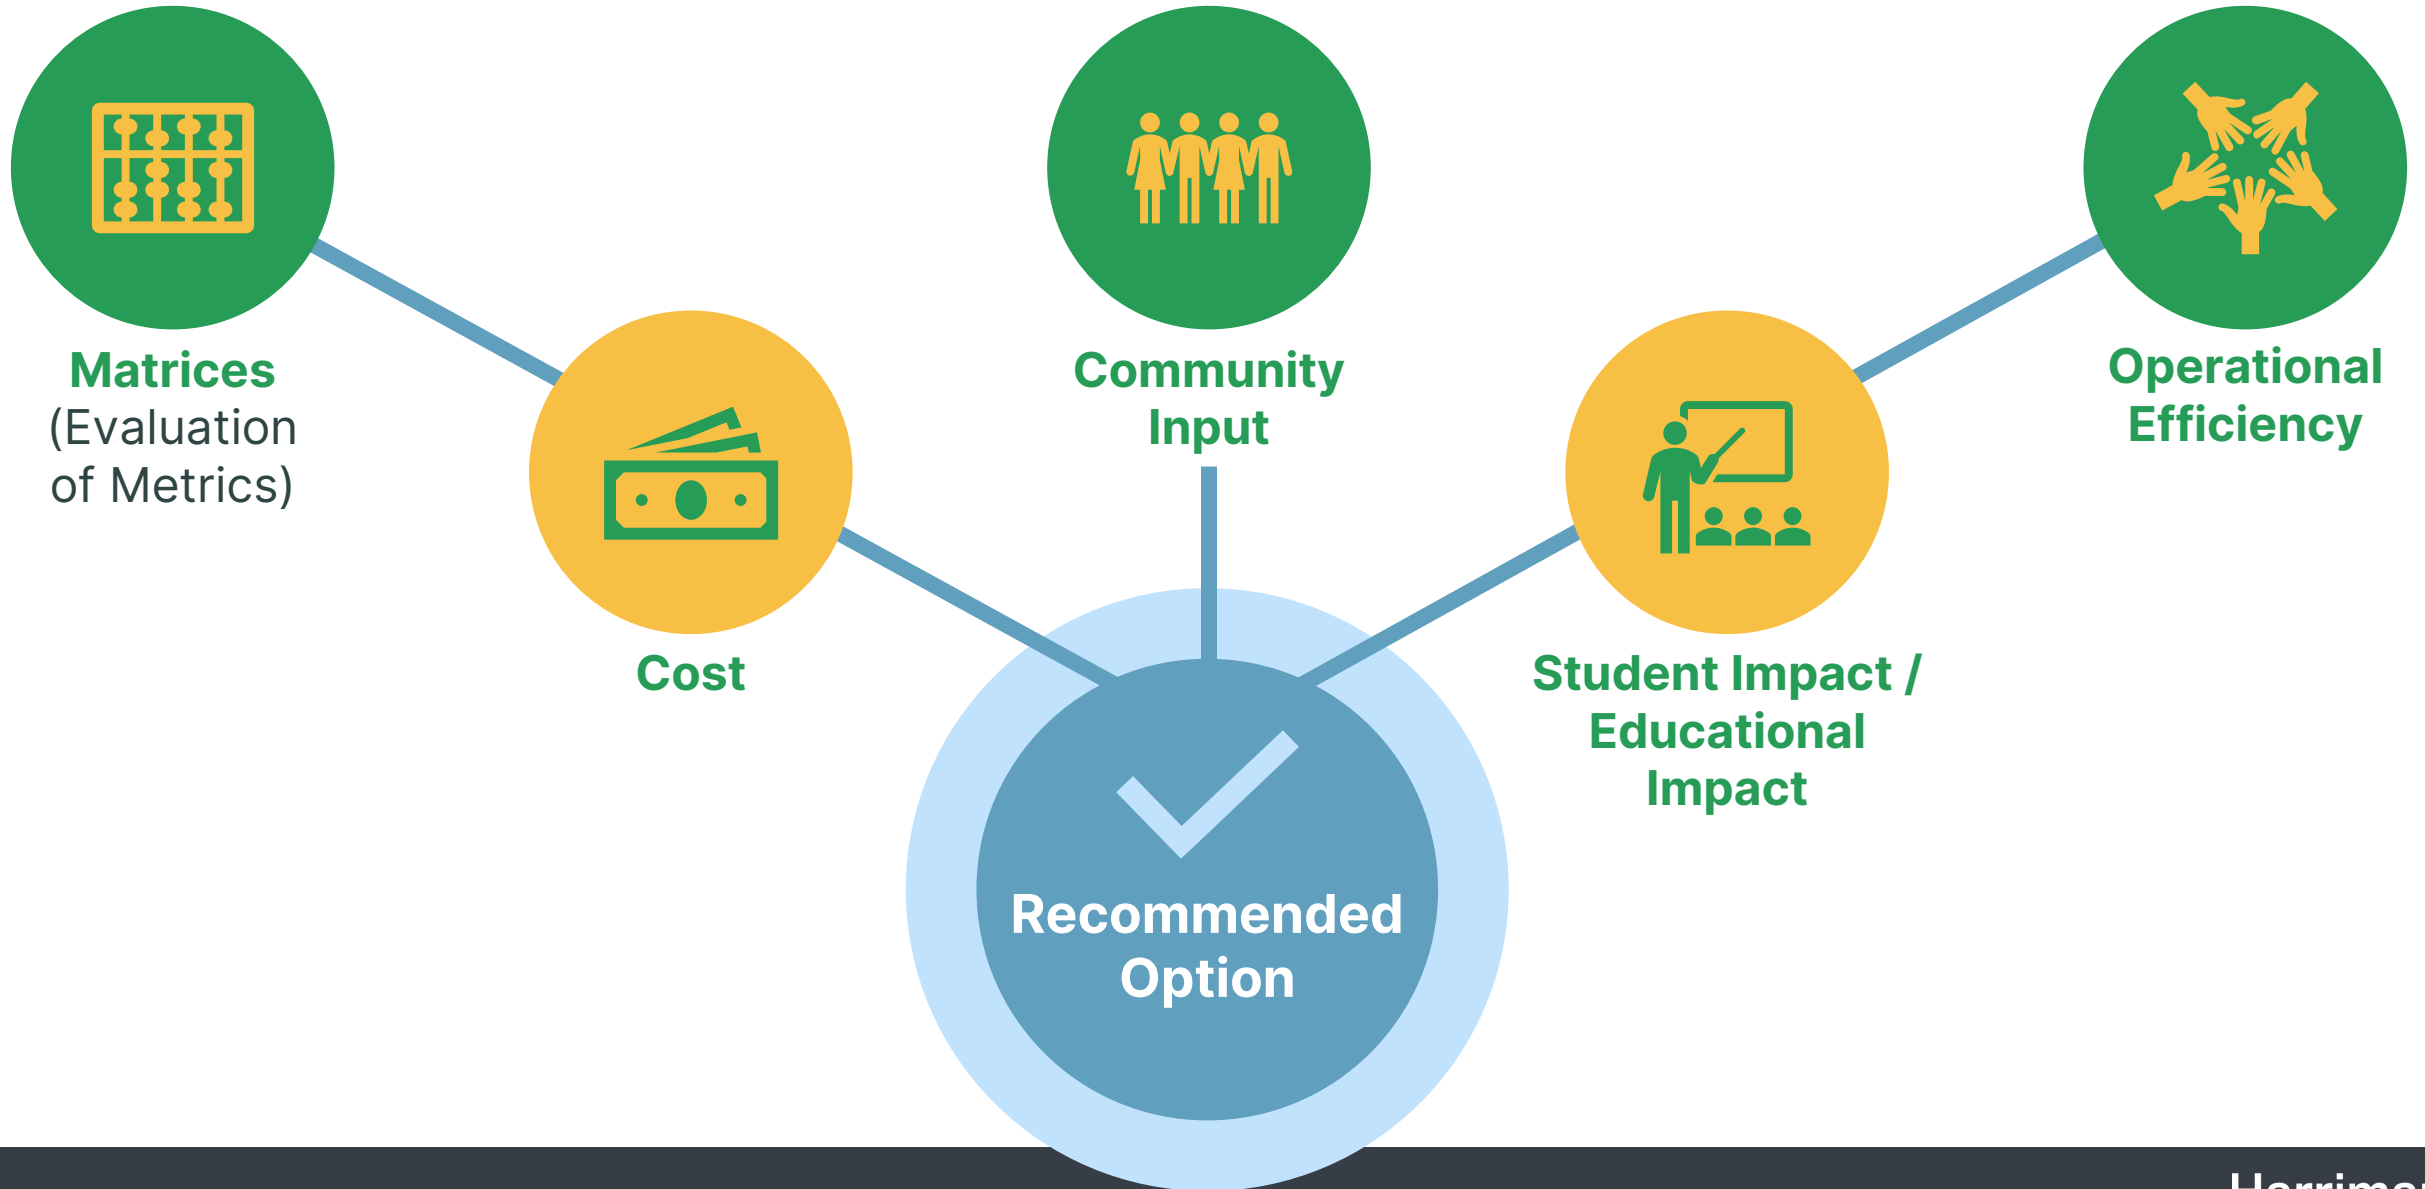 Matrices
(Evaluation
of Metrics)
Cost
Community
Input
Student Impact /
Educational
Impact
Operational
Efficiency
Recommended
Option